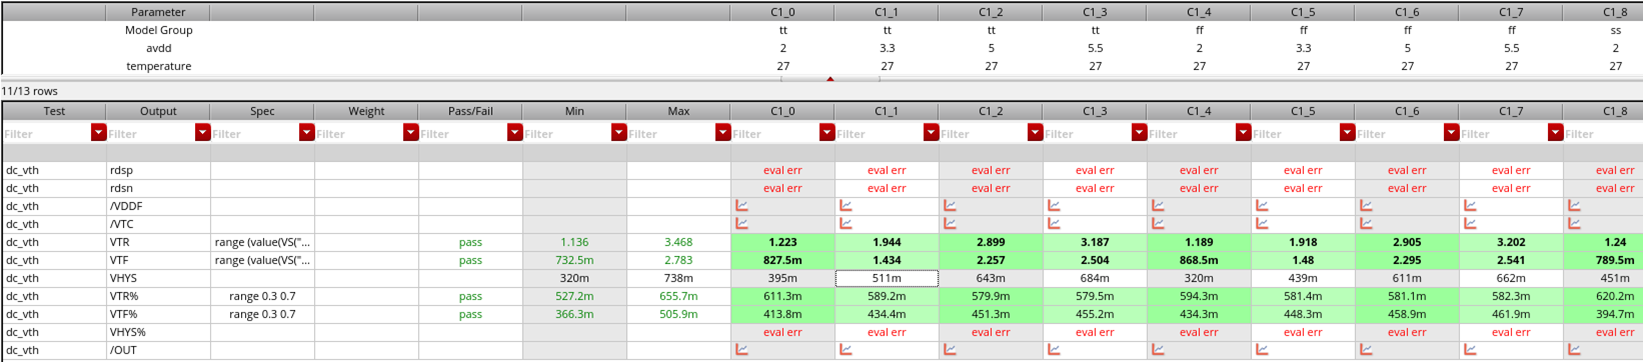 Parameter C1_0 C1_1 C1_2 C1_3 C1_4 C1_5 C1_6 C1_7 C1_8
Model Group tt tt tt tt ff ff ff ff ss
avdd 2 3.3 5 5.5 2 3.3 5 5.5 2
temperature 27 27 27 27 27 27 27 27 27
11/13 rows
Test Output Spec Weight Pass/Fail Min Max C1_0 C1_1 C1_2 C1_3 C1_4 C1_5 C1_6 C1_7 C1_8
Filter Filter Filter Filter Filter Filter Filter Filter Filter Filter Filter Filter Filter Filter Filter Filter
dc_vth rdsp eval err eval err eval err eval err eval err eval err eval err eval err eval err
dc_vth rdsn eval err eval err eval err eval err eval err eval err eval err eval err eval err
dc_vth /VDDF
dc_vth /VTC
dc_vth VTR range (value(VS("... pass 1.136 3.468 1.223 1.944 2.899 3.187 1.189 1.918 2.905 3.202 1.24
dc_vth VTF range (value(VS("... pass 732.5m 2.783 827.5m 1.434 2.257 2.504 868.5m 1.48 2.295 2.541 789.5m
dc_vth VHYS 320m 738m 395m 511m 643m 684m 320m 439m 611m 662m 451m
dc_vth VTR% range 0.3 0.7 pass 527.2m 655.7m 611.3m 589.2m 579.9m 579.5m 594.3m 581.4m 581.1m 582.3m 620.2m
dc_vth VTF% range 0.3 0.7 pass 366.3m 505.9m 413.8m 434.4m 451.3m 455.2m 434.3m 448.3m 458.9m 461.9m 394.7m
dc_vth VHYS% eval err eval err eval err eval err eval err eval err eval err eval err eval err
dc_vth /OUT